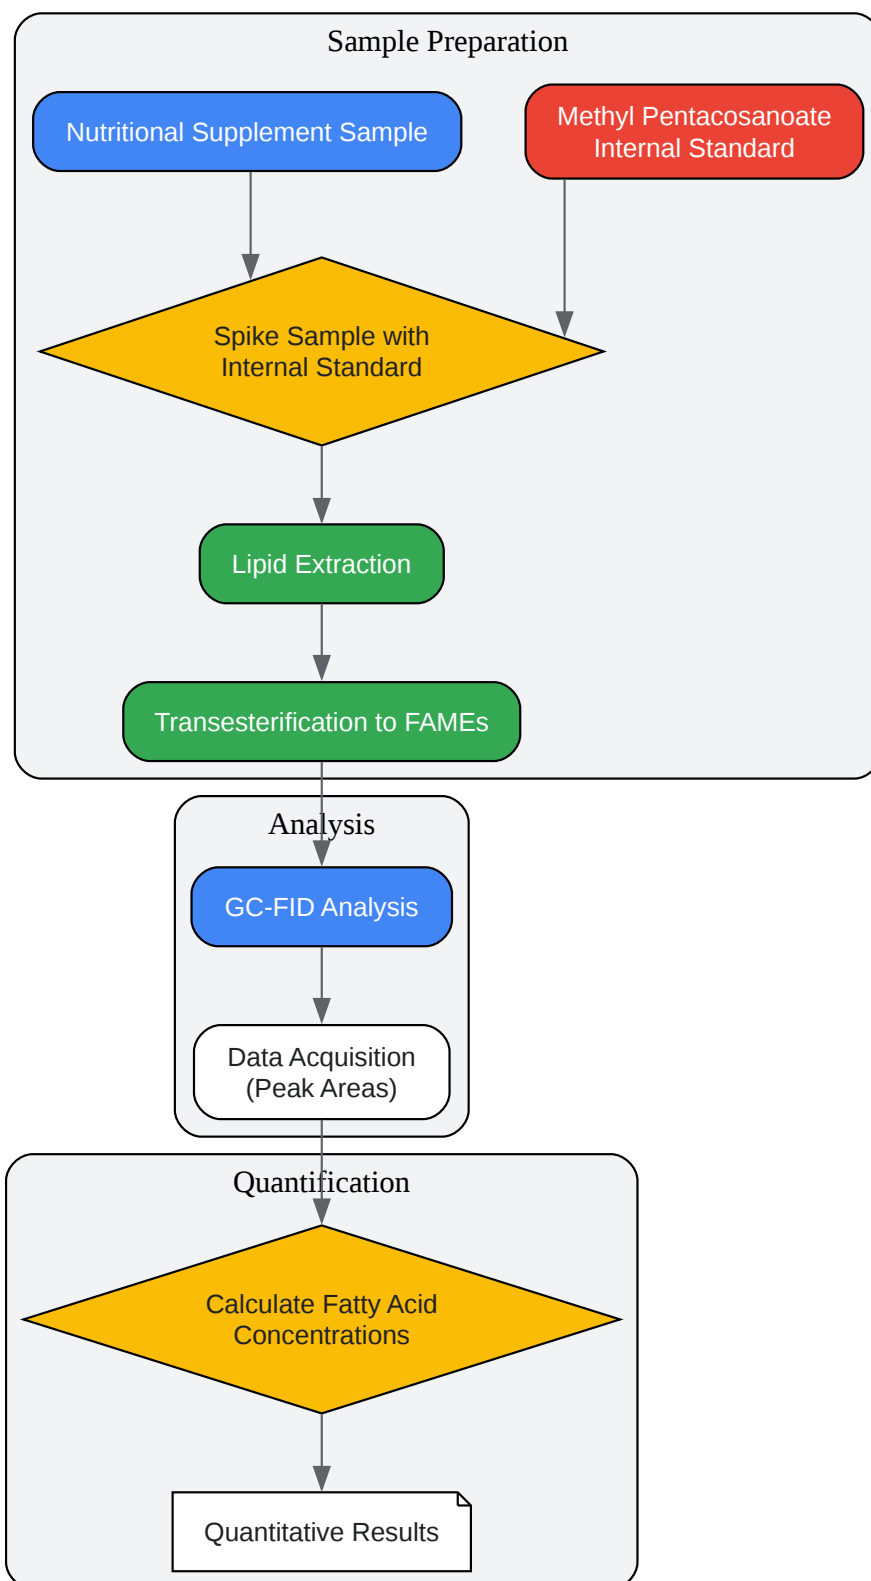 Sample Preparation
Nutritional Supplement Sample
Methyl Pentacosanoate
Internal Standard
Spike Sample with
Internal Standard
Lipid Extraction
Transesterification to FAMEs
Analysis
GC-FID Analysis
Data Acquisition
(Peak Areas)
Quantification
Calculate Fatty Acid
Concentrations
Quantitative Results